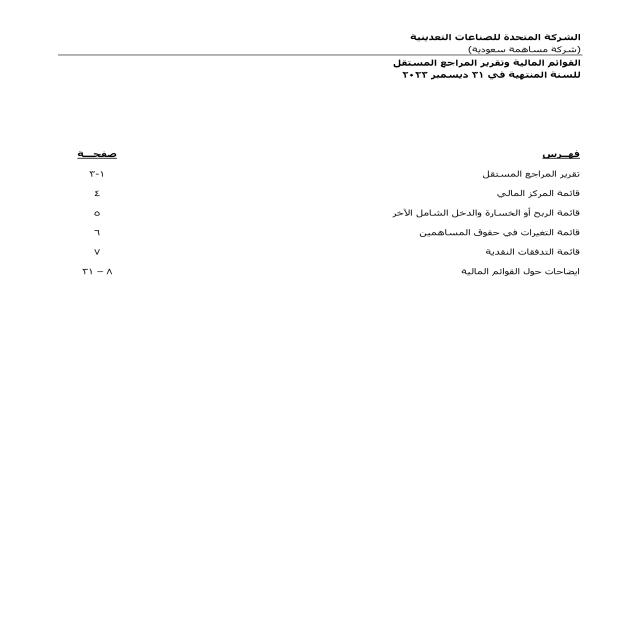 الشركة المتحدة للصناعات التعدينية
(شركة مساهمة سعودية)
القوائم المالية وتقرير المراجع المستقل
للسنة المنتهية في ٣١ ديسمبر ٢٠٢٣
فهــرس صفحـــة
تقرير المراجع المستقل ١-٣
قائمة المركز المالي ٤
قائمة الربح أو الخسارة والدخل الشامل الآخر ٥
قائمة التغيرات في حقوق المساهمين ٦
قائمة التدفقات النقدية ٧
ايضاحات حول القوائم المالية ٨ – ٣١